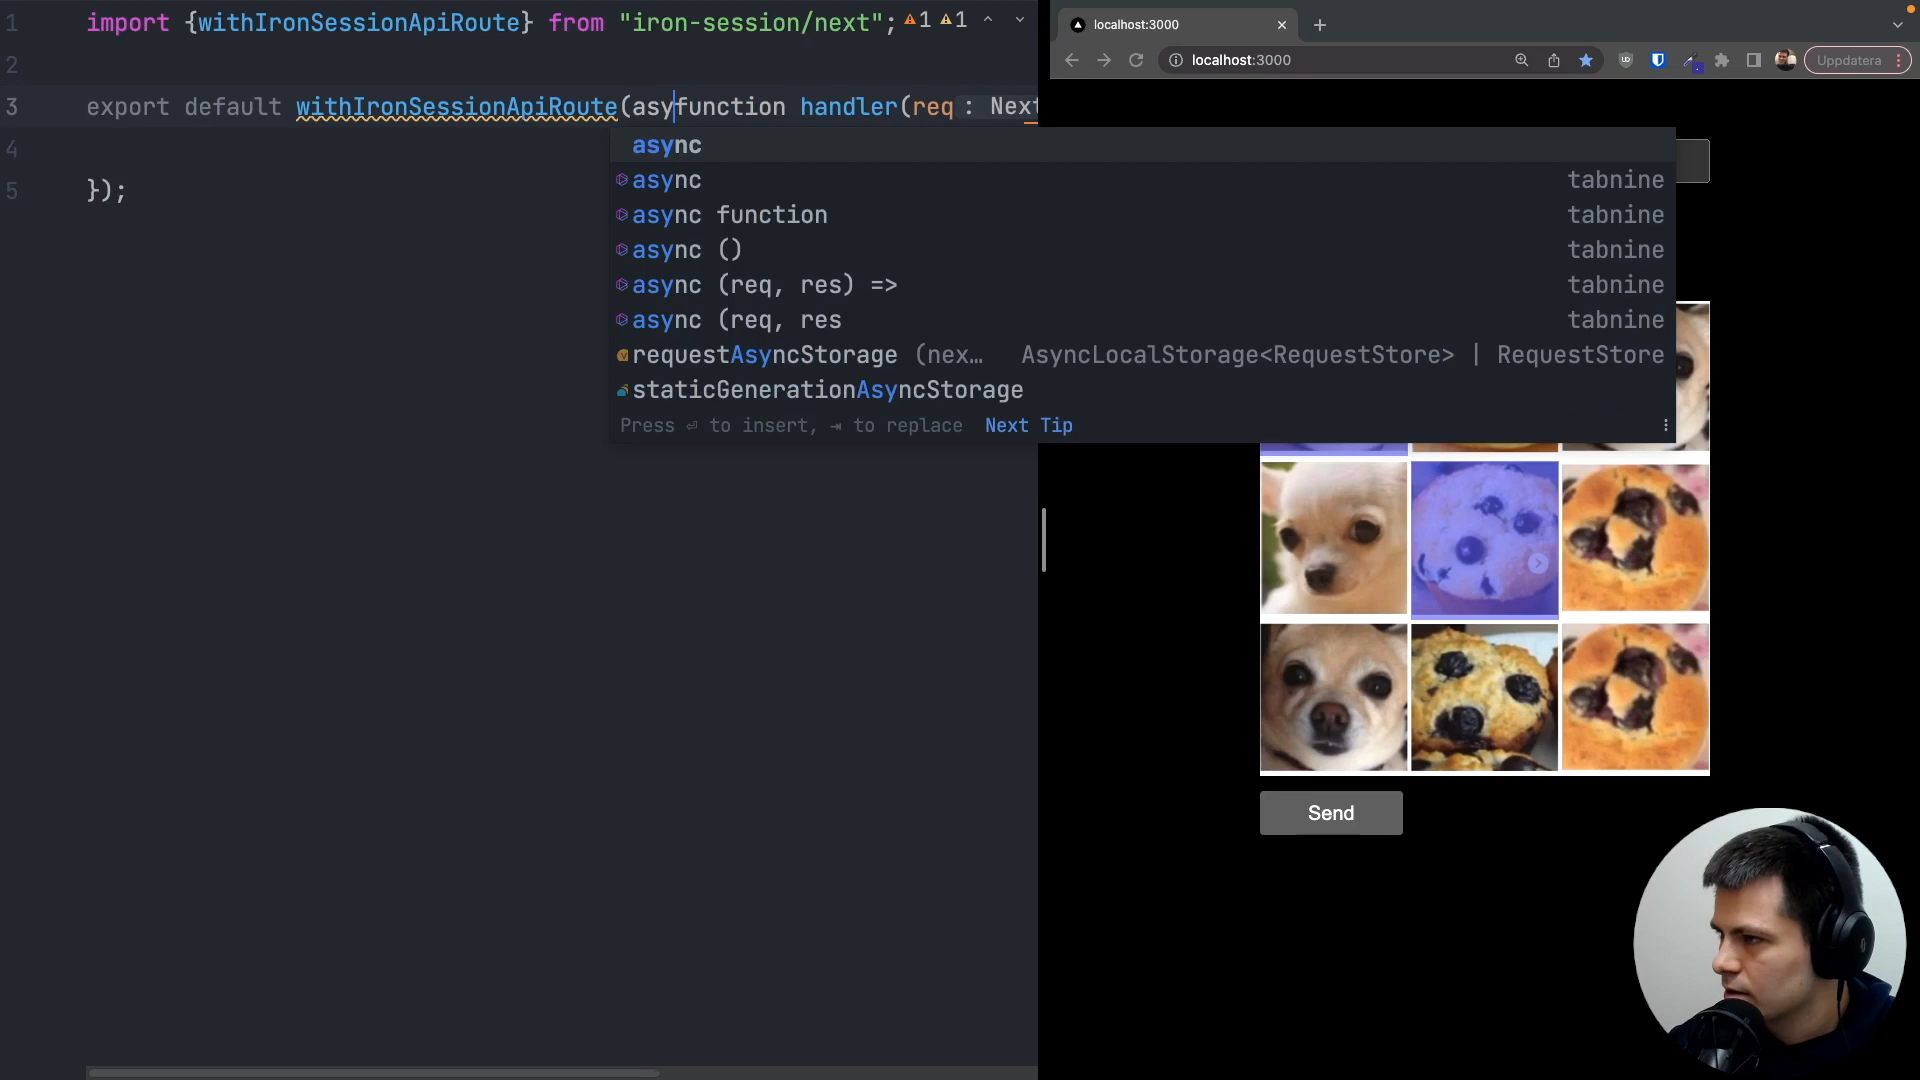 1 import {withIronSessionApiRoute} from "iron-session/next"; 1 1
2
3 export default withIronSessionApiRoute(asyfunction handler(req : Next
4
5 });
async
async tabnine
async function tabnine
async () tabnine
async (req, res) => tabnine
async (req, res tabnine
requestAsyncStorage (nex… AsyncLocalStorage<RequestStore> | RequestStore
staticGenerationAsyncStorage
Press ⏎ to insert, ⇥ to replace Next Tip
localhost:3000
localhost:3000
Uppdatera
Send